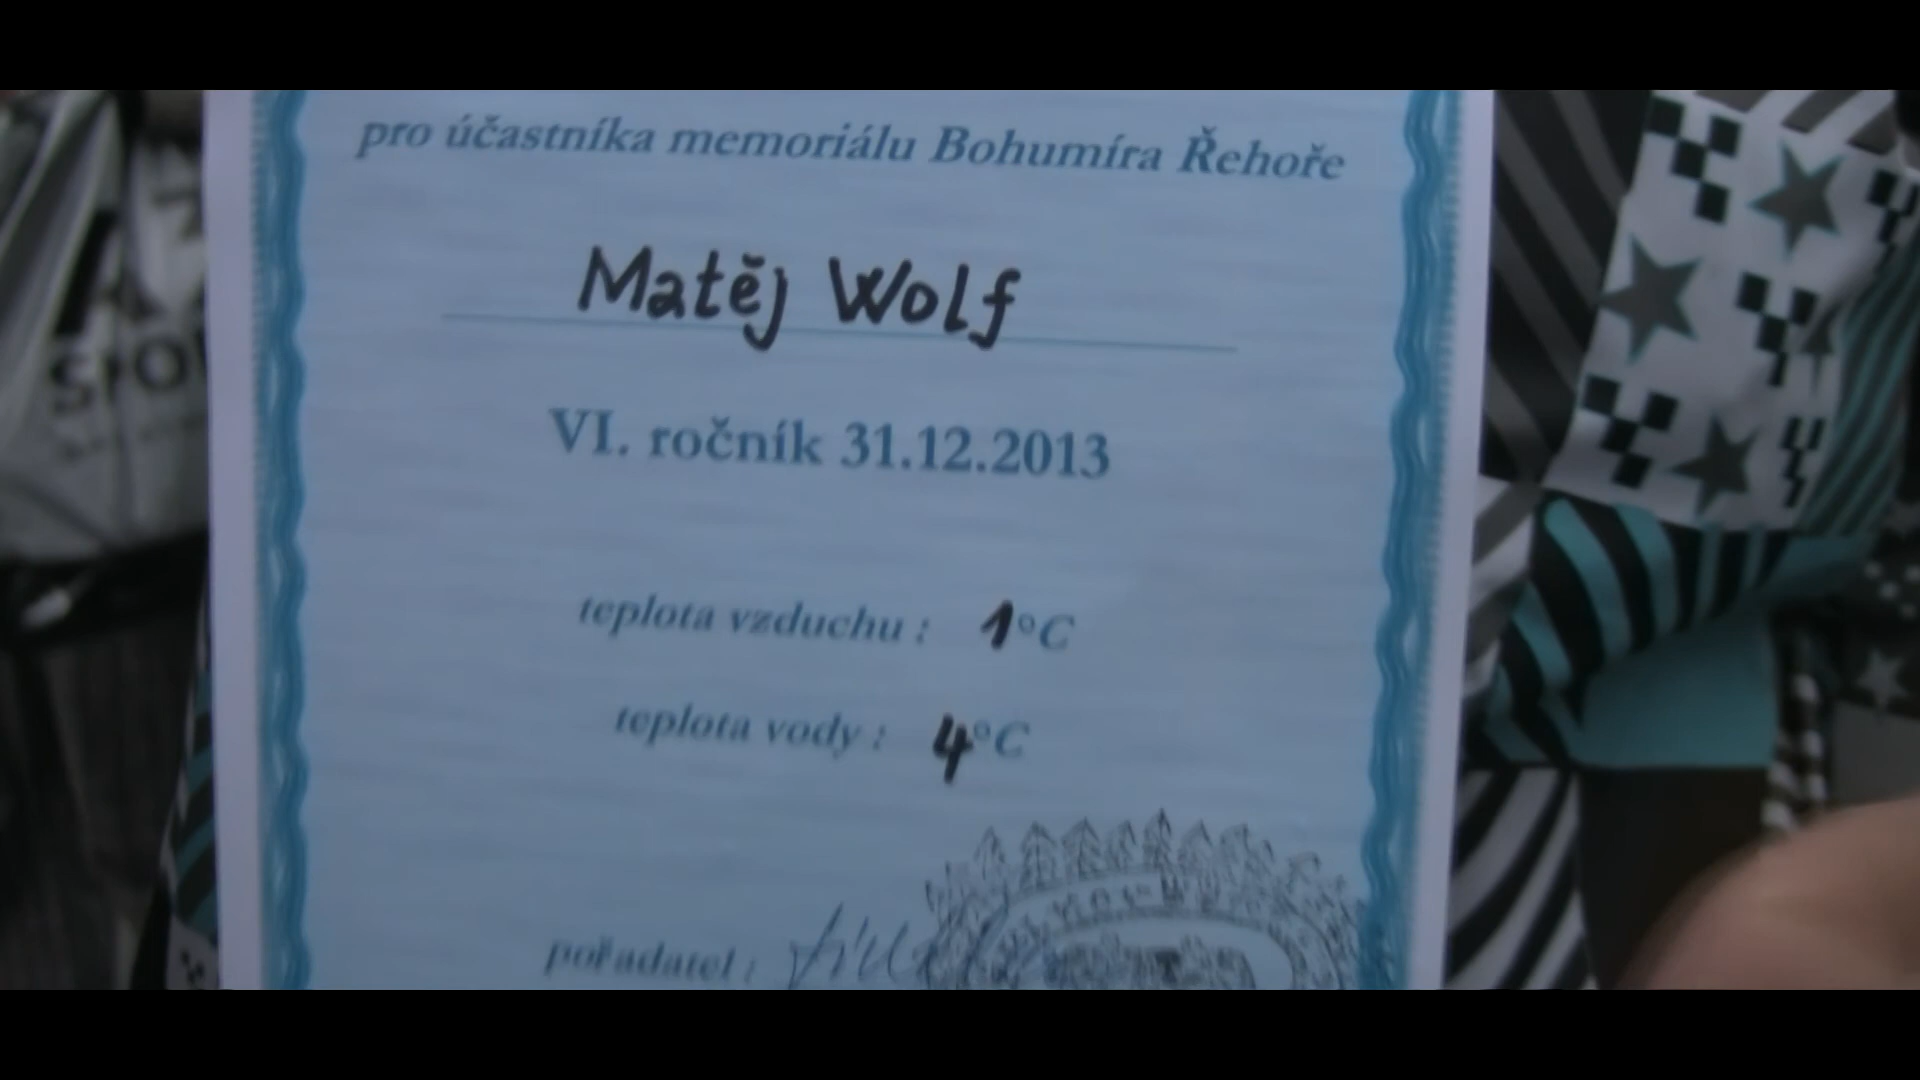 pro účastníka memoriálu Bohumíra Řehoře
Matěj Wolf
VI. ročník 31.12.2013
teplota vzduchu : 1°C
teplota vody : 4°C
pořadatel :